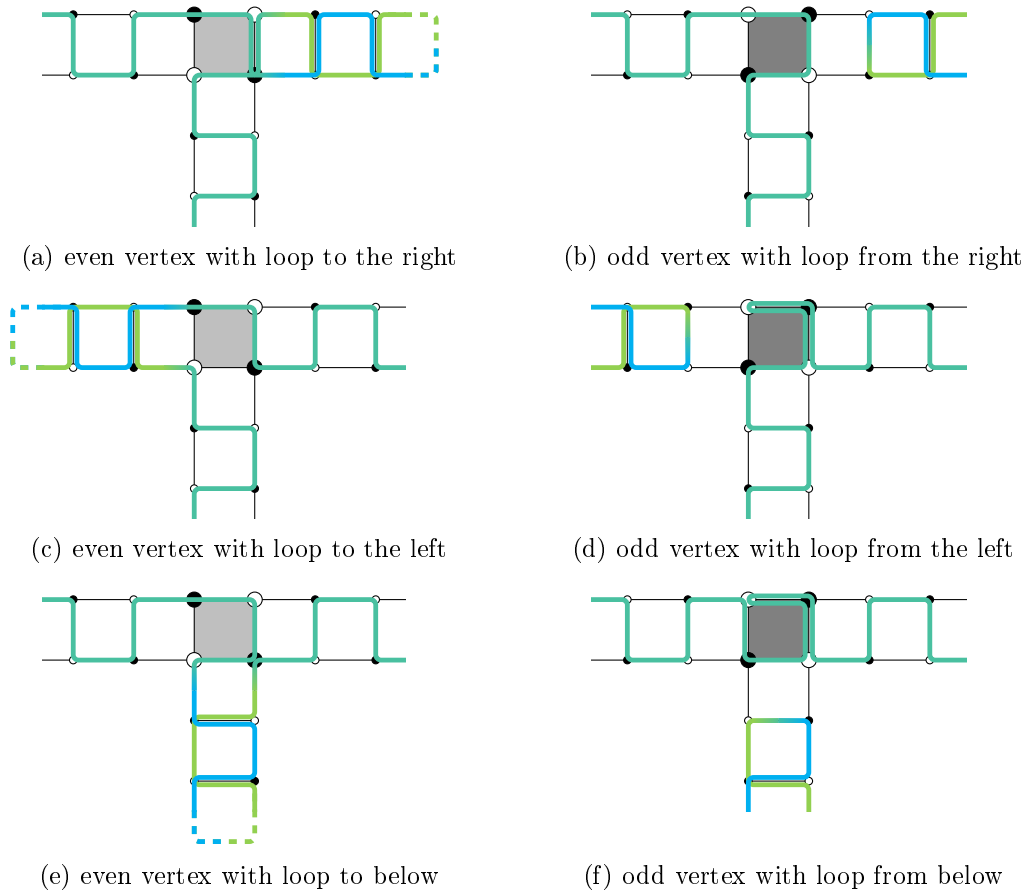 (a) even vertex with loop to the right
(b) odd vertex with loop from the right
(c) even vertex with loop to the left
(d) odd vertex with loop from the left
(e) even vertex with loop to below
(f) odd vertex with loop from below